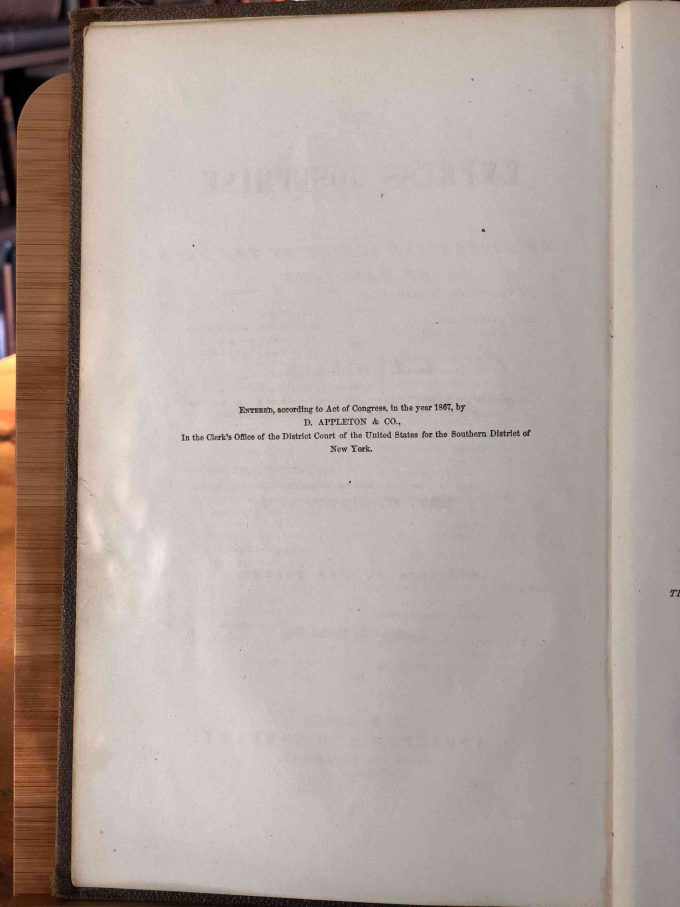 Entered, according to Act of Congress, in the year 1867, by
D. APPLETON & CO.,
In the Clerk's Office of the District Court of the United States for the Southern District of
New York.